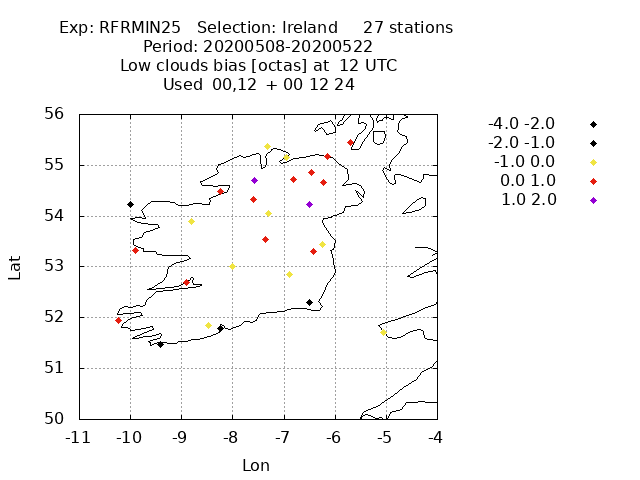 Exp: RFRMIN25 Selection: Ireland 27 stations
Period: 20200508-20200522
Low clouds bias [octas] at 12 UTC
Used 00,12 + 00 12 24
-4.0 -2.0
-2.0 -1.0
-1.0 0.0
0.0 1.0
1.0 2.0
56
55
54
53
52
51
50
Lat
-11 -10 -9 -8 -7 -6 -5 -4
Lon